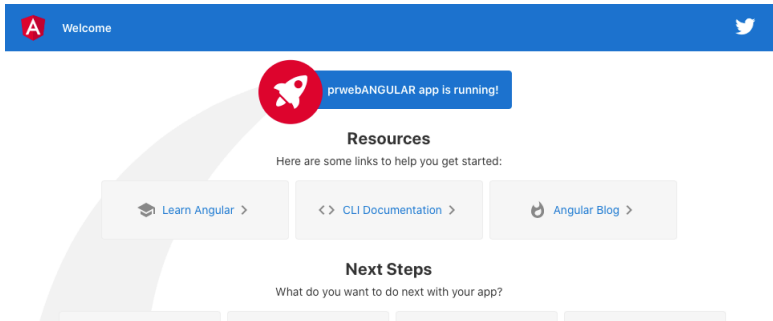 Welcome
prwebANGULAR app is running!
Resources
Here are some links to help you get started:
Learn Angular
CLI Documentation
Angular Blog
Next Steps
What do you want to do next with your app?